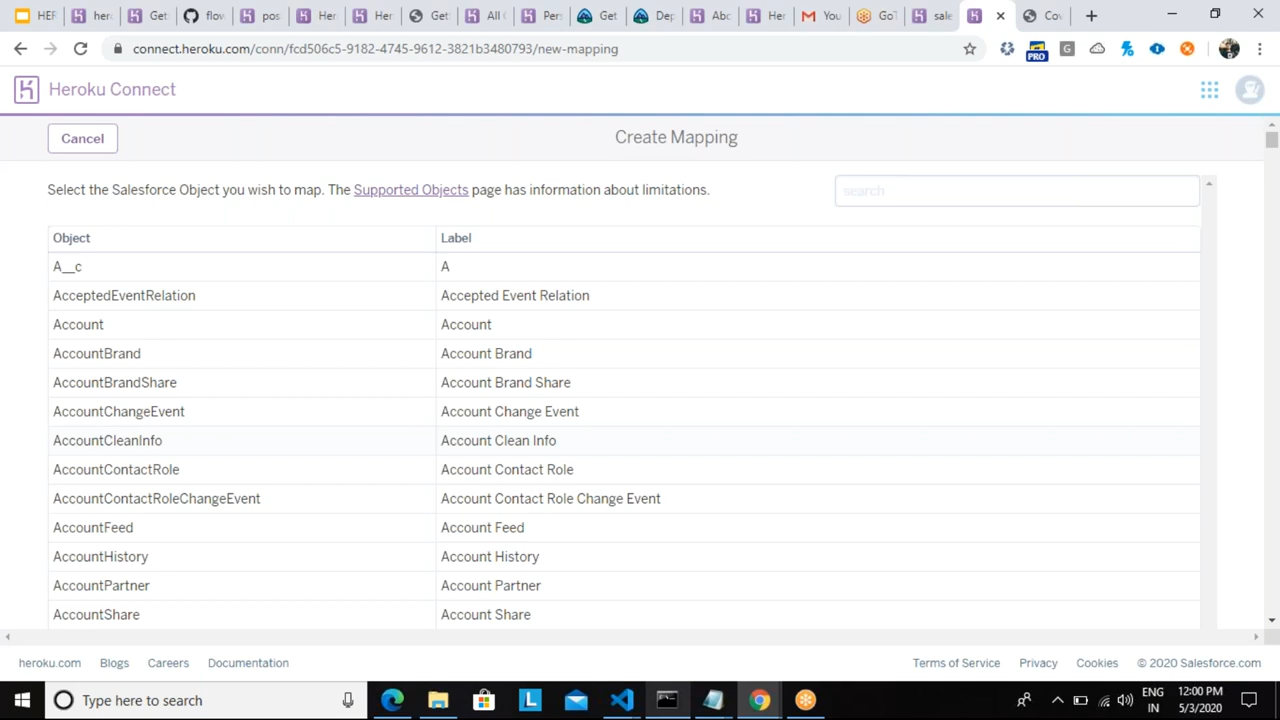 HEF
her
Get
flow
pos
Her
Her
Get
All C
Pers
Get
Dep
Abc
Her
You
GoT
sale
Cov
connect.heroku.com/conn/fcd506c5-9182-4745-9612-3821b3480793/new-mapping
G
PRO
Heroku Connect
Cancel
Create Mapping
Select the Salesforce Object you wish to map. The Supported Objects page has information about limitations.
search
Object Label
A__c A
AcceptedEventRelation Accepted Event Relation
Account Account
AccountBrand Account Brand
AccountBrandShare Account Brand Share
AccountChangeEvent Account Change Event
AccountCleanInfo Account Clean Info
AccountContactRole Account Contact Role
AccountContactRoleChangeEvent Account Contact Role Change Event
AccountFeed Account Feed
AccountHistory Account History
AccountPartner Account Partner
AccountShare Account Share
heroku.com Blogs Careers Documentation Terms of Service Privacy Cookies © 2020 Salesforce.com
Type here to search
L
ENG
IN
12:00 PM
5/3/2020